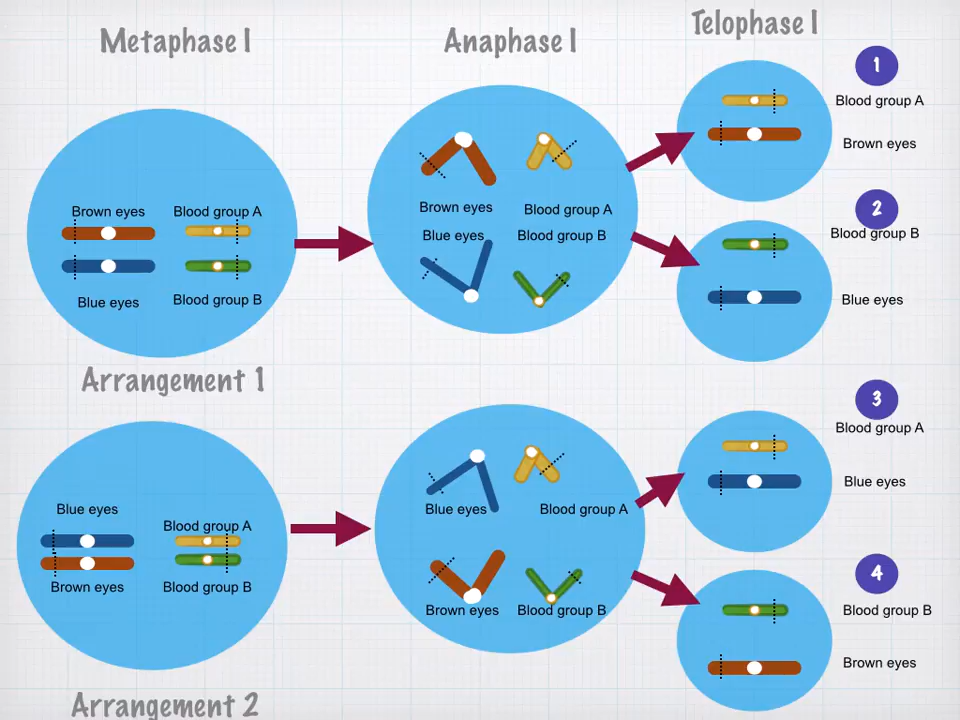 Metaphase I
Anaphase I
Telophase I
Brown eyes
Blood group A
Blue eyes
Blood group B
Arrangement 1
Brown eyes
Blood group A
Blue eyes
Blood group B
1
Blood group A
Brown eyes
2
Blood group B
Blue eyes
Blue eyes
Blood group A
Brown eyes
Blood group B
Arrangement 2
Blue eyes
Blood group A
Brown eyes
Blood group B
3
Blood group A
Blue eyes
4
Blood group B
Brown eyes